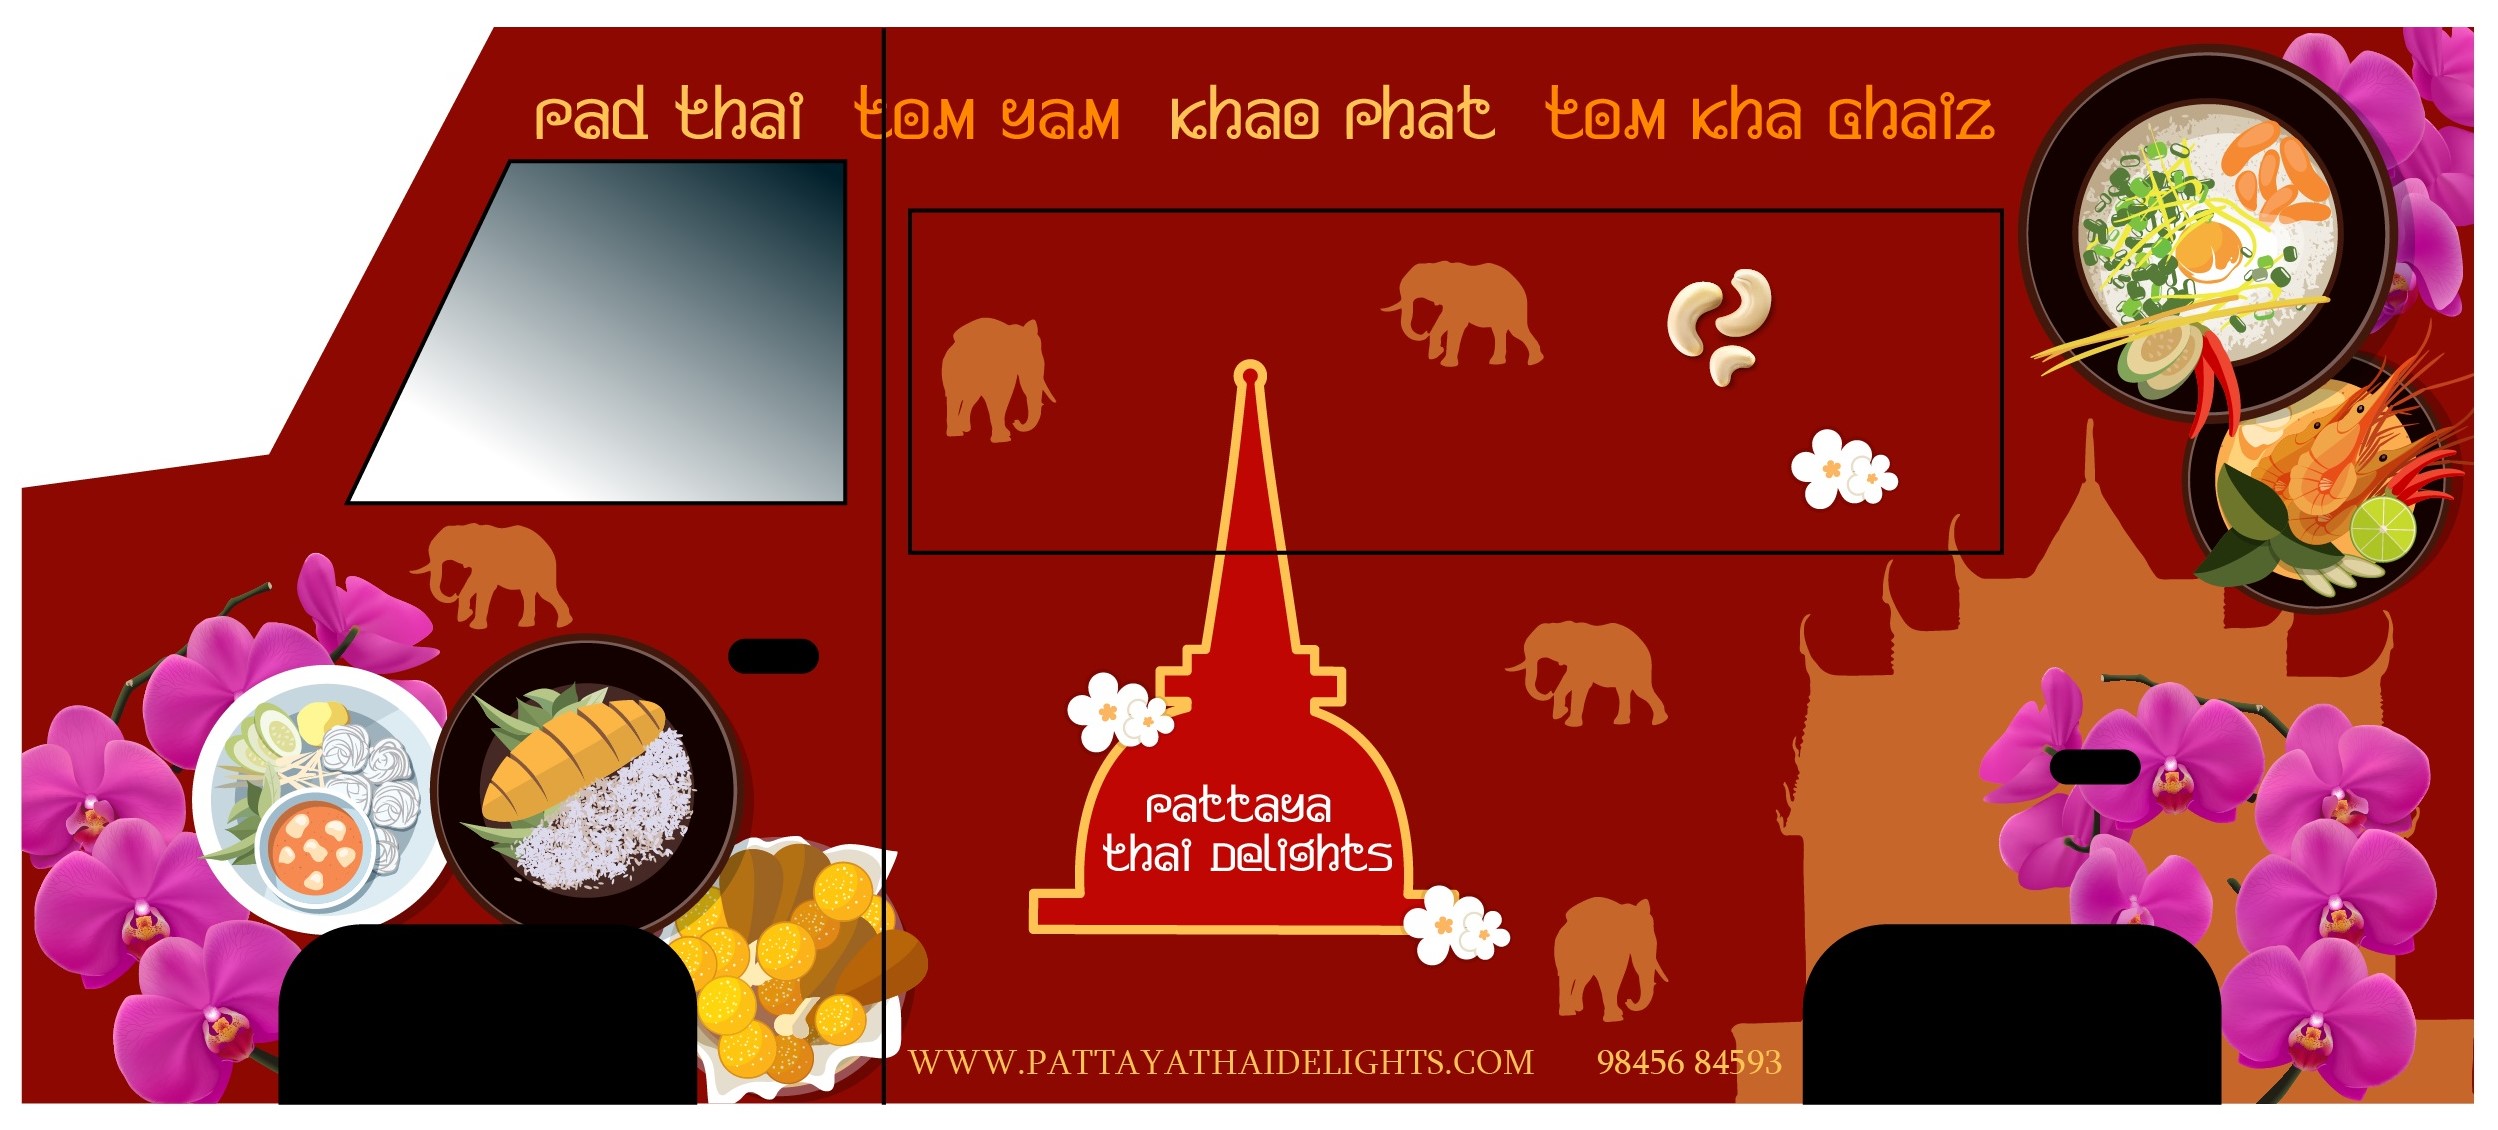 Pad thai tom yam khao phat tom kha ghaiz
Pattaya
thai Delights
WWW.PATTAYATHAIDELIGHTS.COM 98456 84593